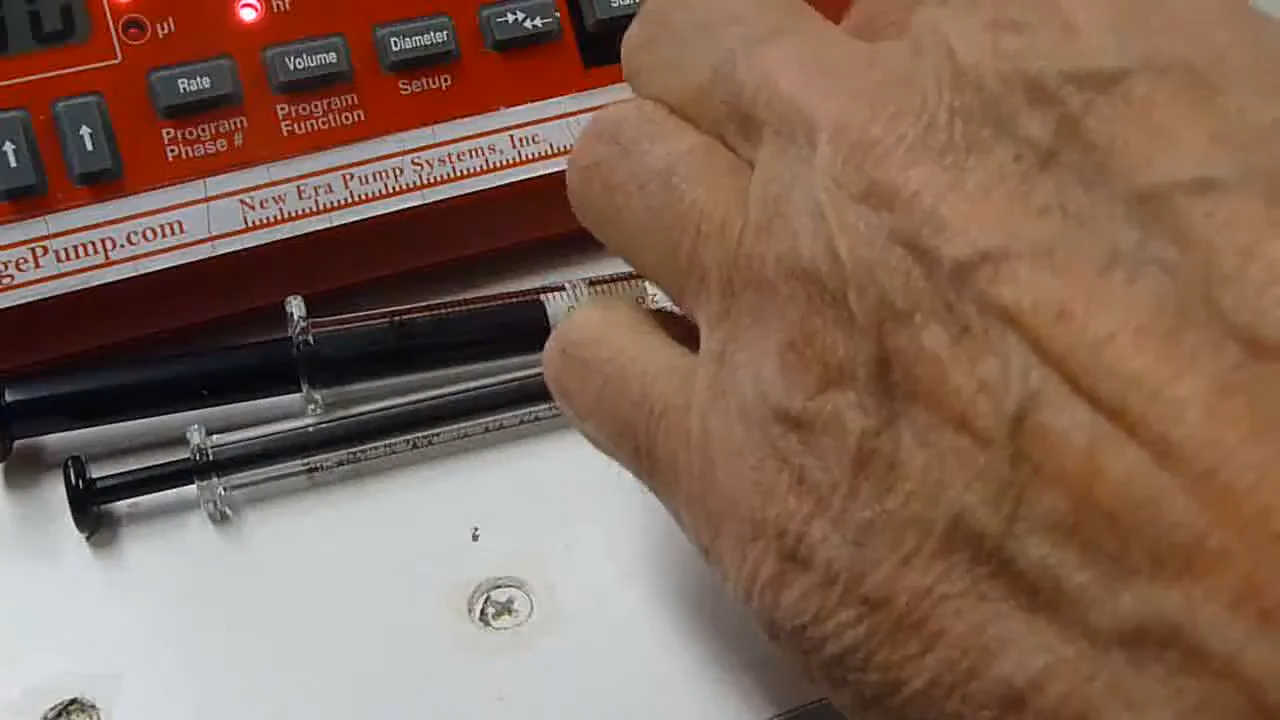 µl
hr
Rate
Volume
Diameter
Program
Phase #
Program
Function
Setup
gePump.com
New Era Pump Systems, Inc.